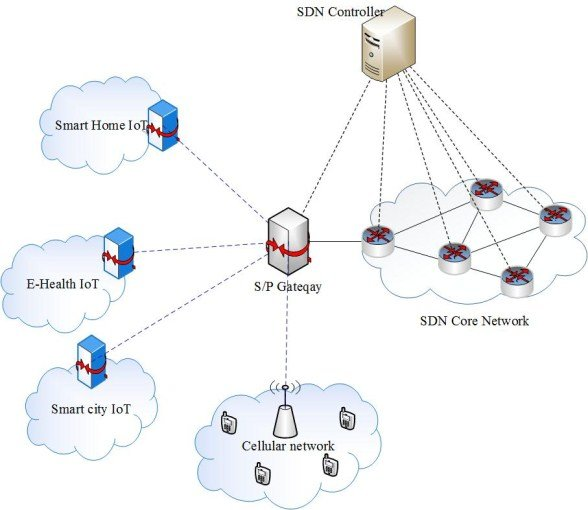 SDN Controller
Smart Home IoT
E-Health IoT
S/P Gateqay
SDN Core Network
Smart city IoT
Cellular network